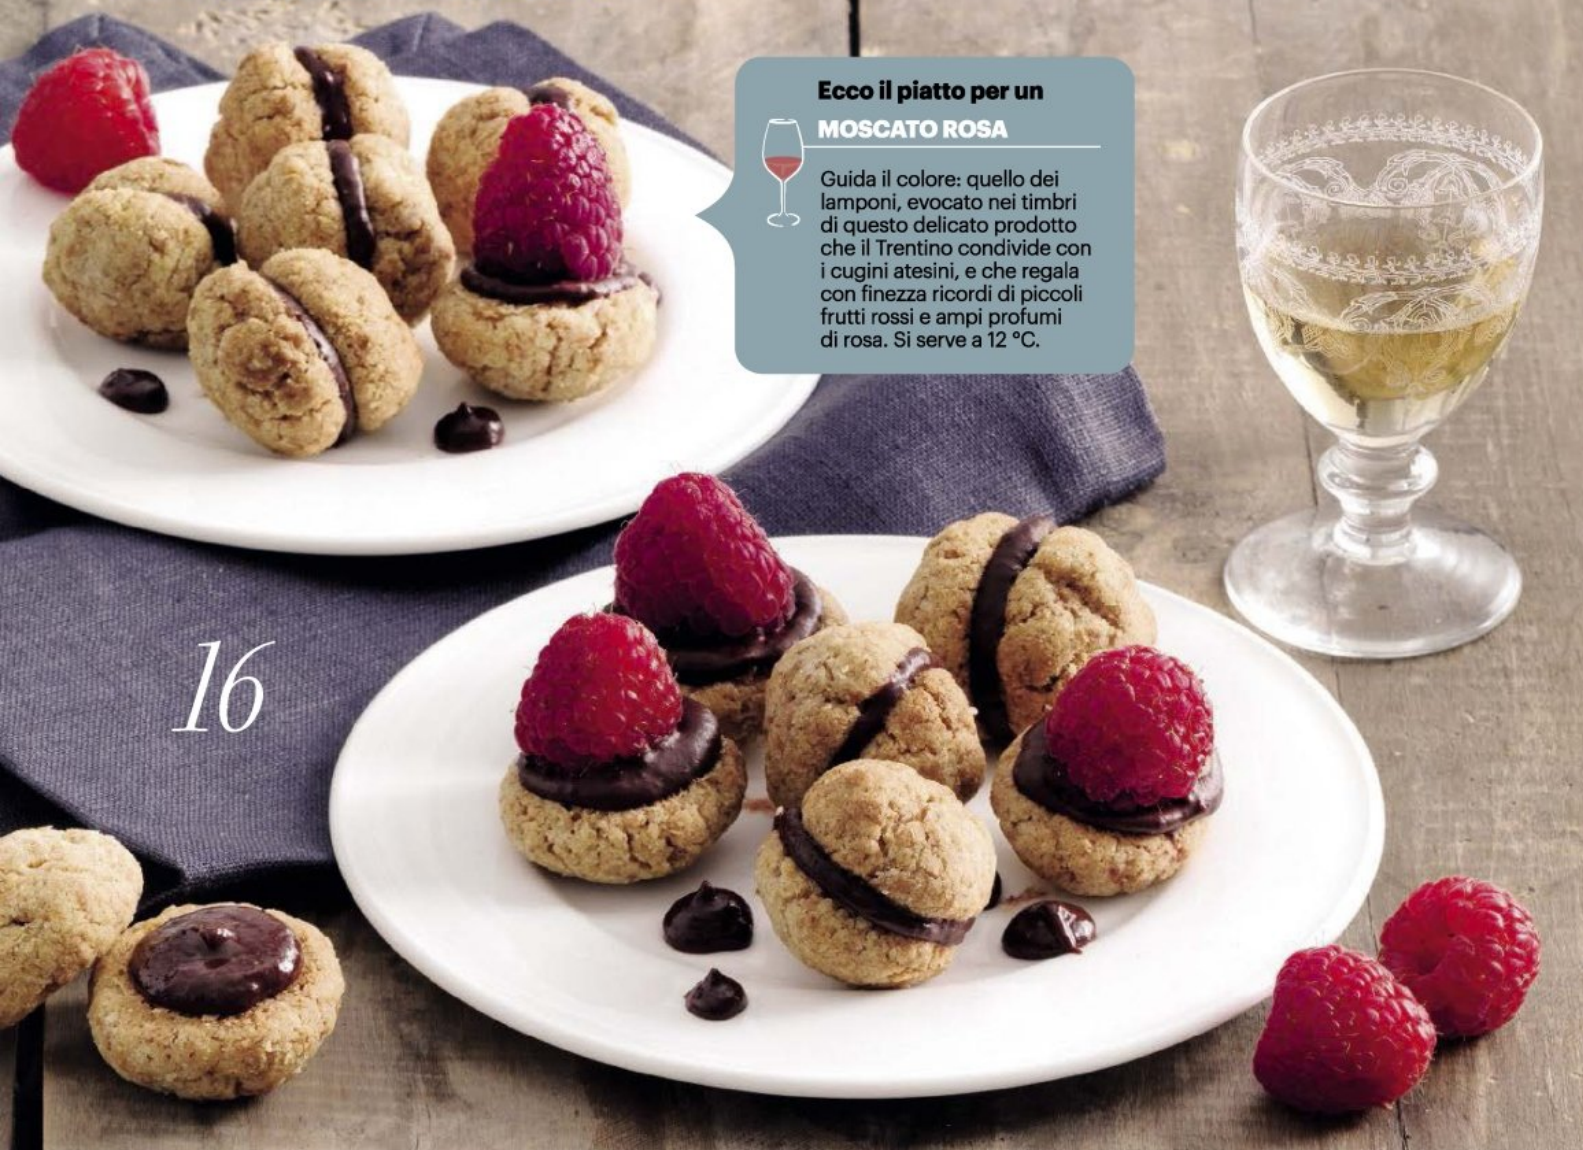 Ecco il piatto per un
MOSCATO ROSA
Guida il colore: quello dei
lamponi, evocato nei timbri
di questo delicato prodotto
che il Trentino condivide con
i cugini atesini, e che regala
con finezza ricordi di piccoli
frutti rossi e ampi profumi
di rosa. Si serve a 12 °C.
16